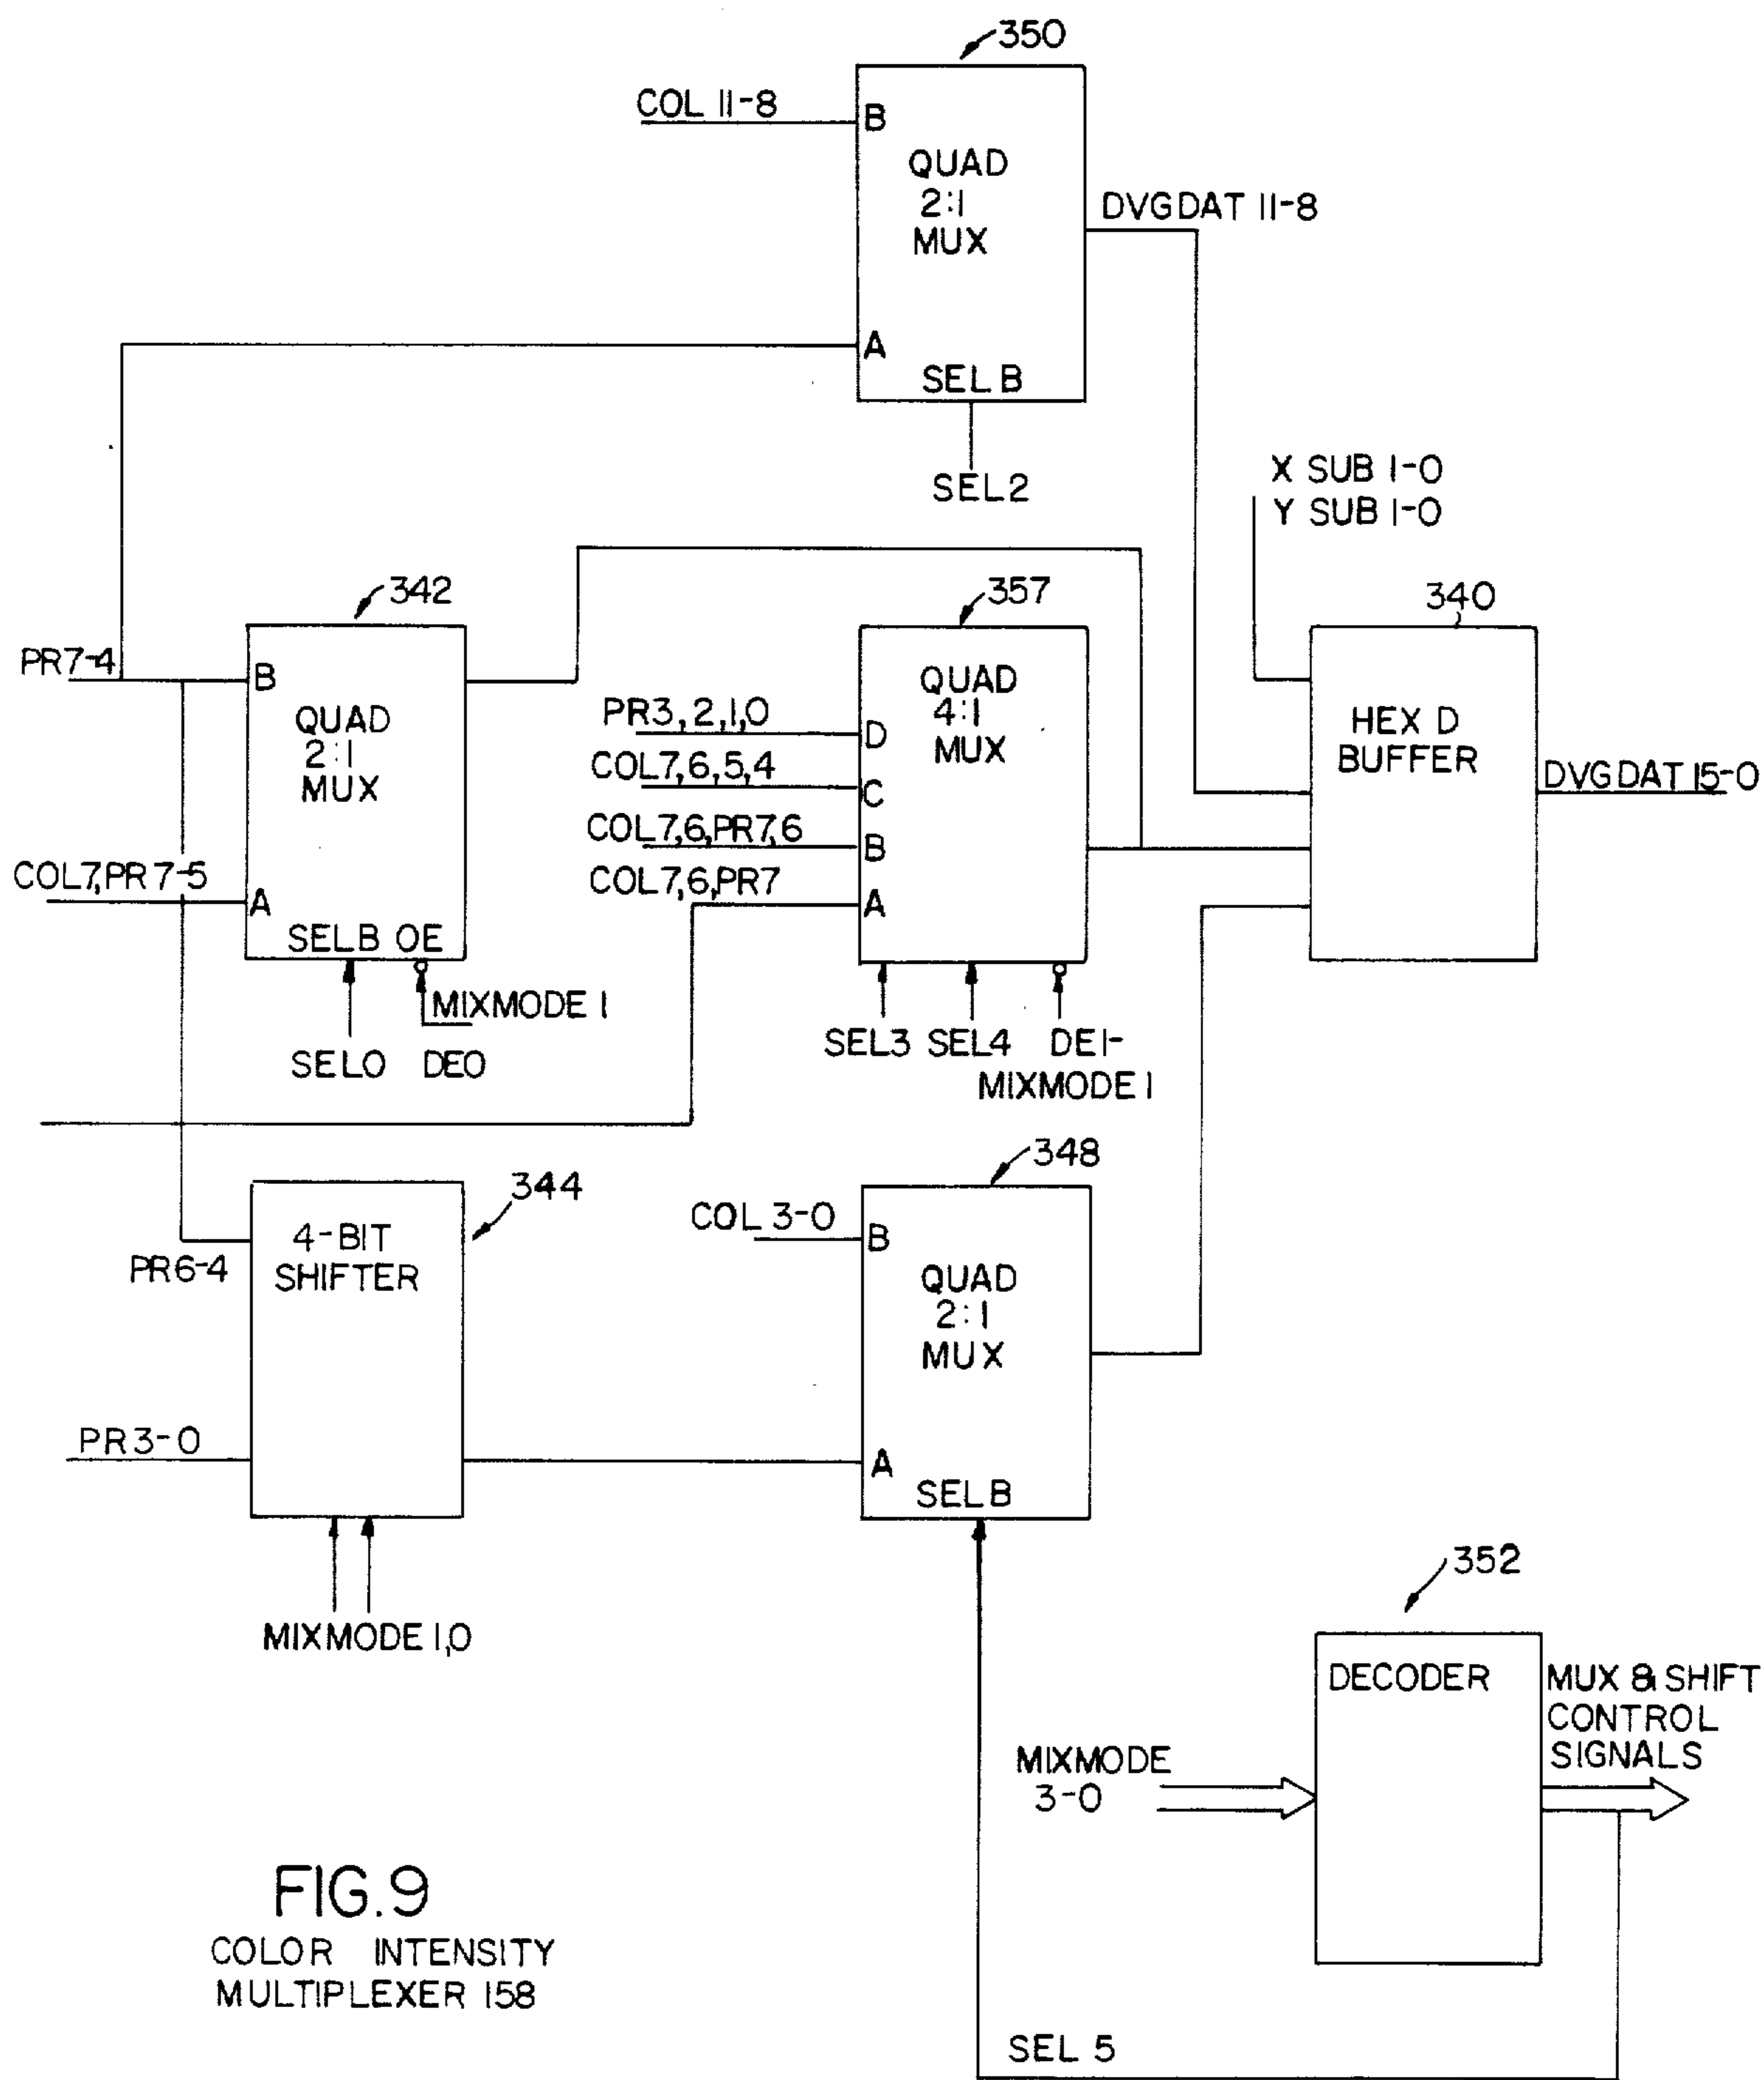 350
COL 11-8
B
QUAD
2:1
MUX
DVGDAT 11-8
A
SEL B
SEL2
X SUB 1-0
Y SUB 1-0
342
357
340
PR7-4
B
QUAD
2:1
MUX
COL7,PR7-5
A
SELB OE
MIXMODE 1
SEL0 DE0
PR3,2,1,0
COL7,6,5,4
COL7,6,PR7,6
COL7,6,PR7
D
C
B
A
QUAD
4:1
MUX
SEL3 SEL4 DE1-
MIXMODE 1
HEX D
BUFFER
DVGDAT 15-0
344
4-BIT
SHIFTER
PR6-4
PR3-0
MIXMODE 1,0
348
COL 3-0
B
QUAD
2:1
MUX
A
SELB
352
DECODER
MIXMODE
3-0
MUX & SHIFT
CONTROL
SIGNALS
SEL 5
FIG.9
COLOR INTENSITY
MULTIPLEXER 158